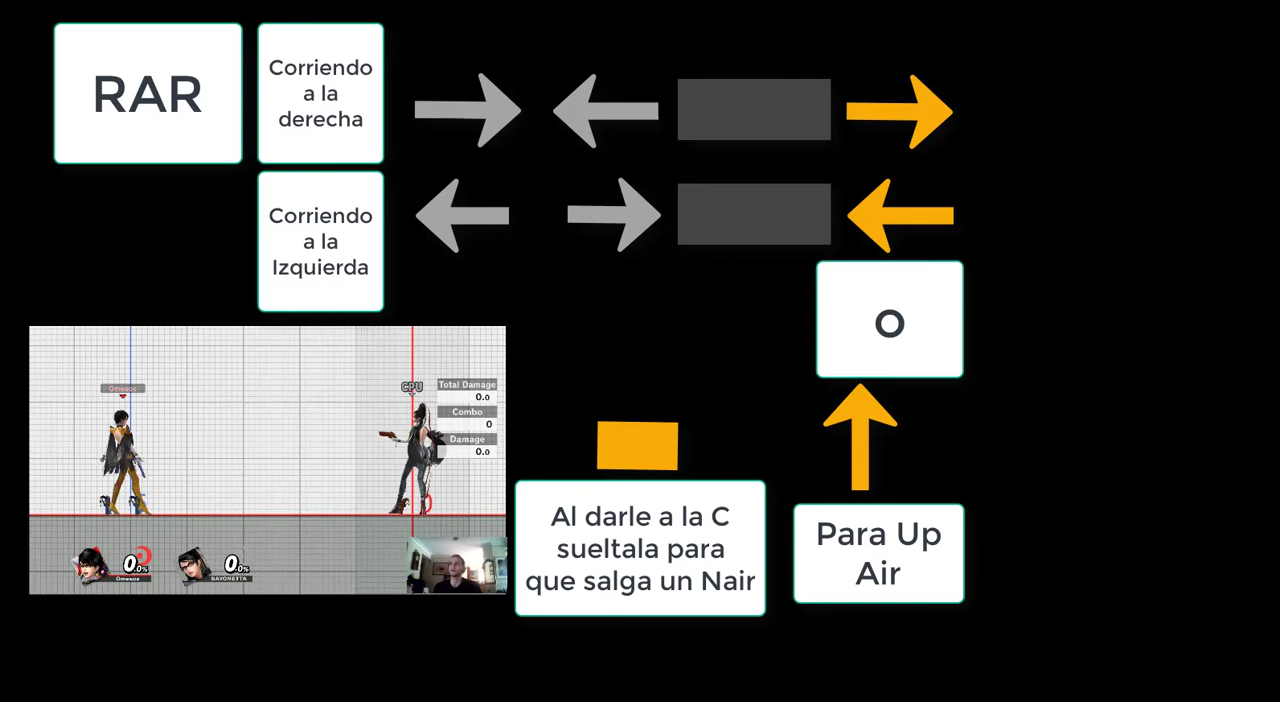 RAR
Corriendo
a la
derecha
Corriendo
a la
Izquierda
O
Omeaos
CPU
Total Damage
0.0
Combo
0
Damage
0.0
0.0%
Omeaos
0.0%
BAYONETTA
Al darle a la C
sueltala para
que salga un Nair
Para Up
Air